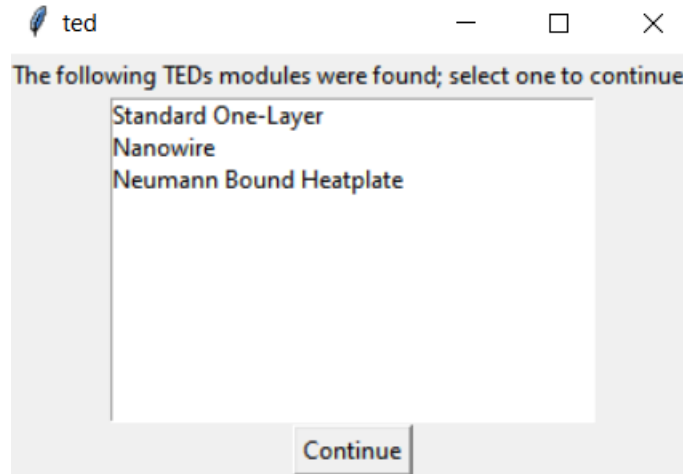 ted
The following TEDs modules were found; select one to continue
Standard One-Layer
Nanowire
Neumann Bound Heatplate
Continue